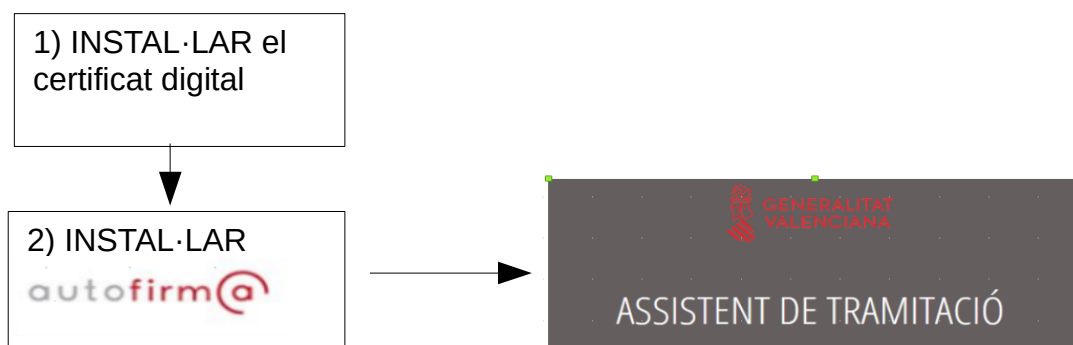 1) INSTAL·LAR el
certificat digital
2) INSTAL·LAR
autofirm@
GENERALITAT
VALENCIANA
ASSISTENT DE TRAMITACIÓ